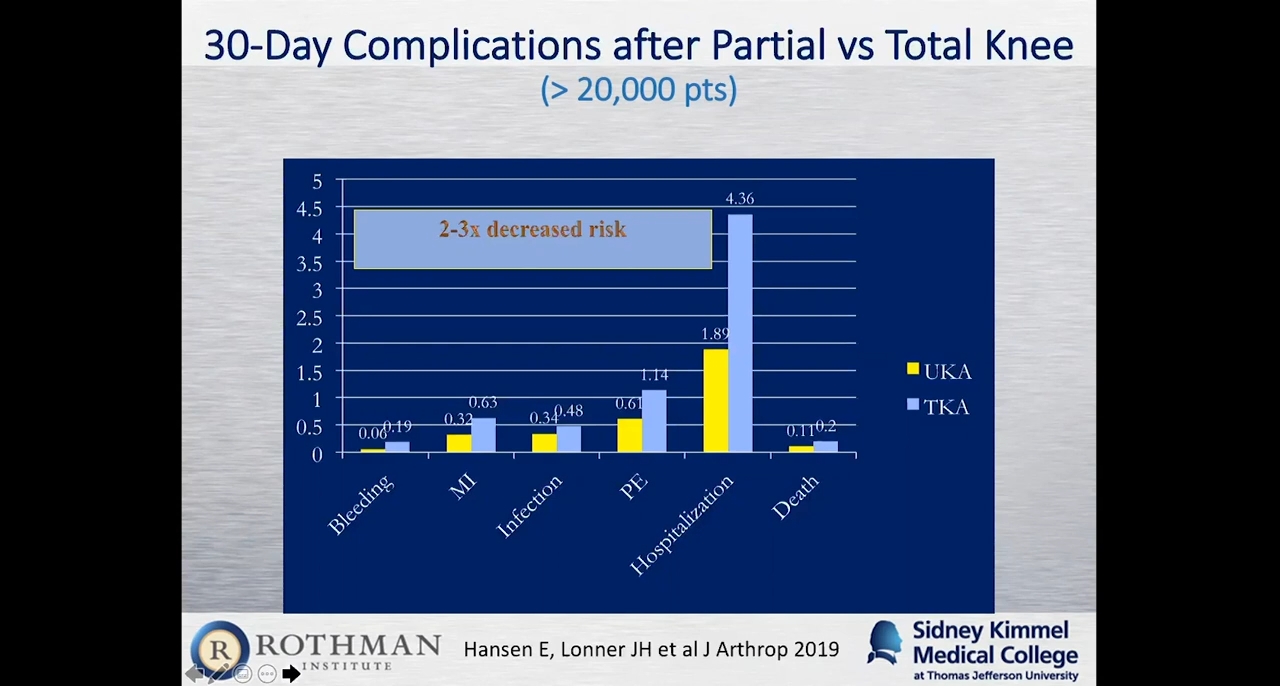 30-Day Complications after Partial vs Total Knee
(> 20,000 pts)
5
4.5
4
3.5
3
2.5
2
1.5
1
0.5
0
2-3x decreased risk
0.06
0.19
0.32
0.63
0.34
0.48
0.61
1.14
1.89
4.36
0.11
0.2
Bleeding
MI
Infection
PE
Hospitalization
Death
UKA
TKA
R
ROTHMAN
INSTITUTE
Hansen E, Lonner JH et al J Arthrop 2019
Sidney Kimmel
Medical College
at Thomas Jefferson University